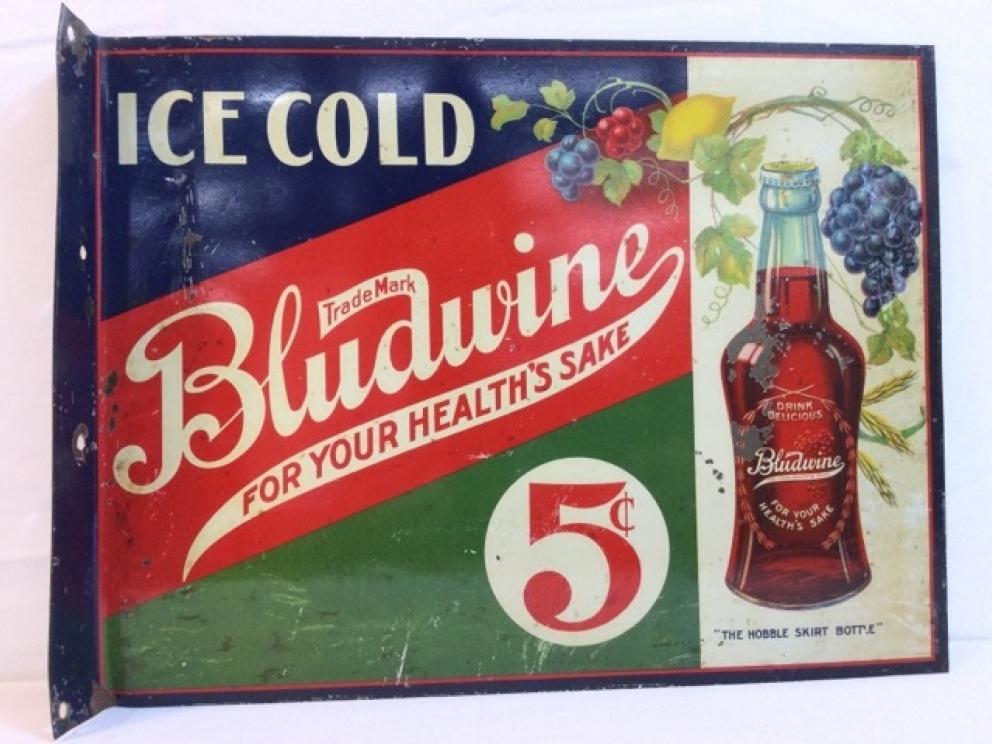 ICE COLD
Trade Mark
Bludwine
FOR YOUR HEALTH'S SAKE
5¢
DRINK
DELICIOUS
Bludwine
FOR YOUR
HEALTH'S SAKE
"THE HOBBLE SKIRT BOTTLE"